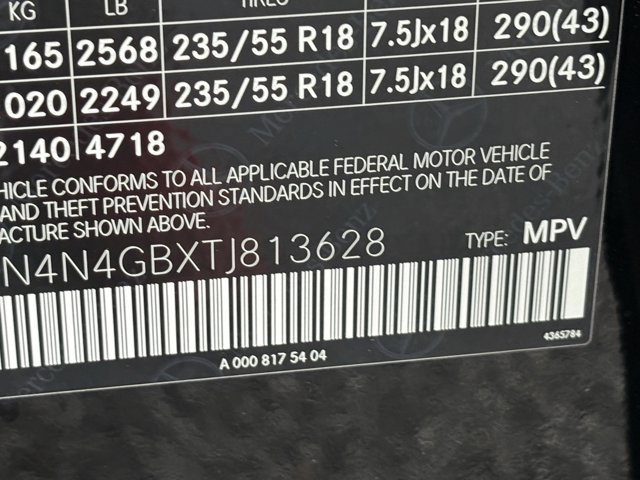 KG LB TIRES
165 2568 235/55 R18 7.5Jx18 290(43)
020 2249 235/55 R18 7.5Jx18 290(43)
2140 4718
HICLE CONFORMS TO ALL APPLICABLE FEDERAL MOTOR VEHICLE
AND THEFT PREVENTION STANDARDS IN EFFECT ON THE DATE OF
ACTURE SHOWN ABOVE.
N4N4GBXTJ813628 TYPE: MPV
4365784
A 000 817 54 04